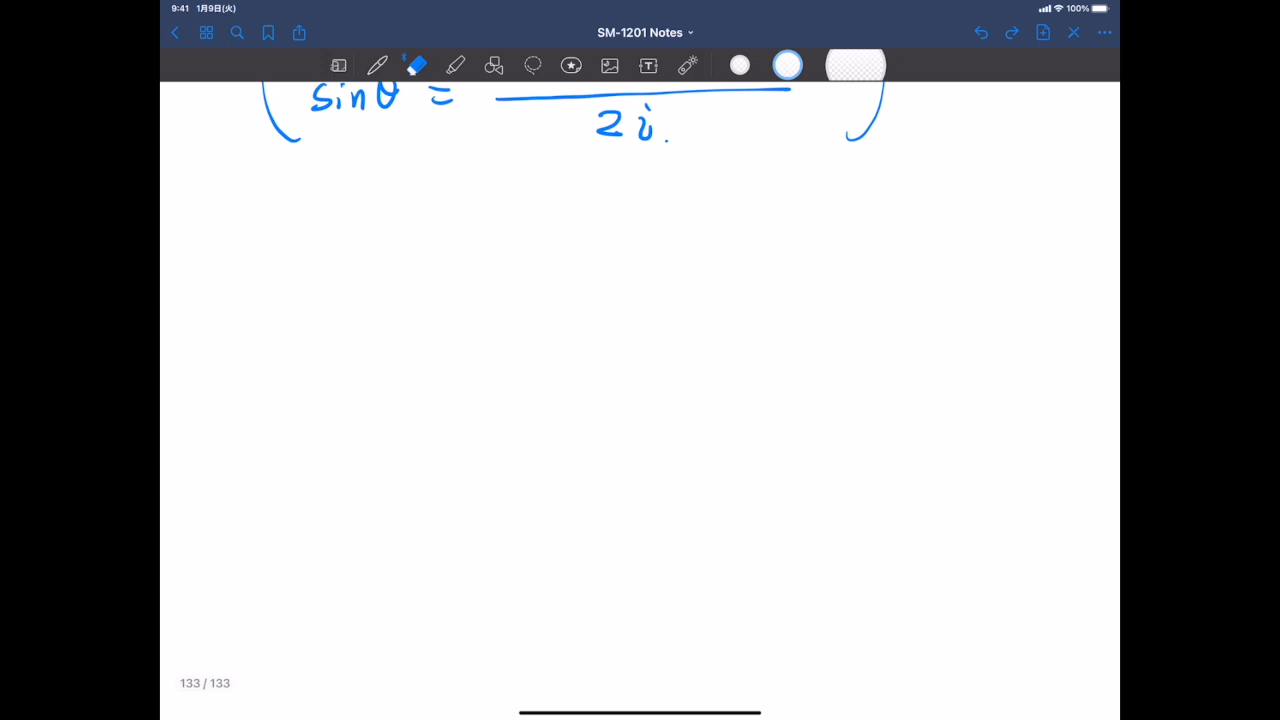 9:41 1月9日(火) 100%
SM-1201 Notes
sinθ =
2i.
133 / 133